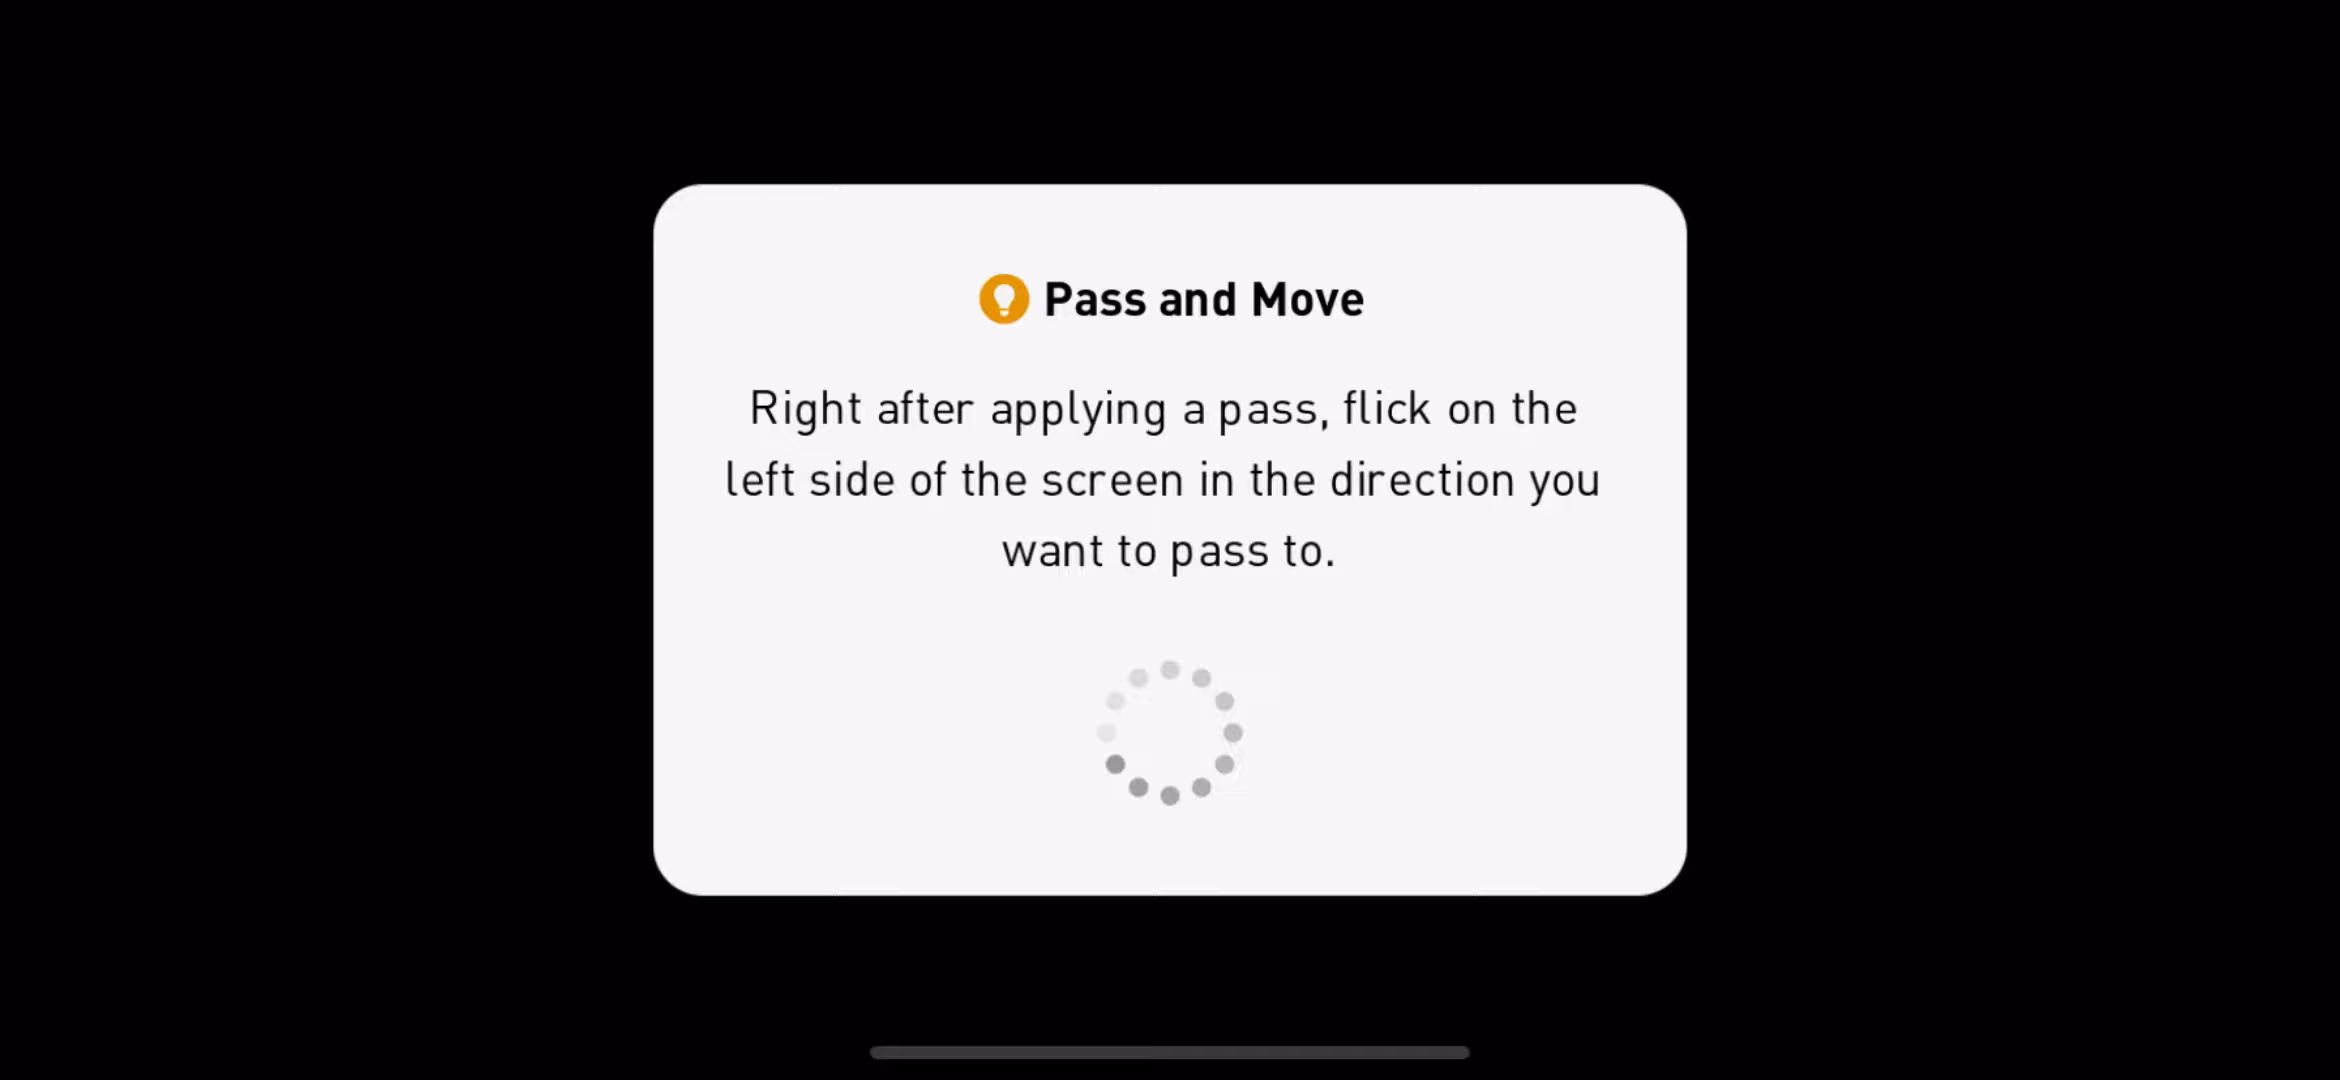 Pass and Move
Right after applying a pass, flick on the
left side of the screen in the direction you
want to pass to.